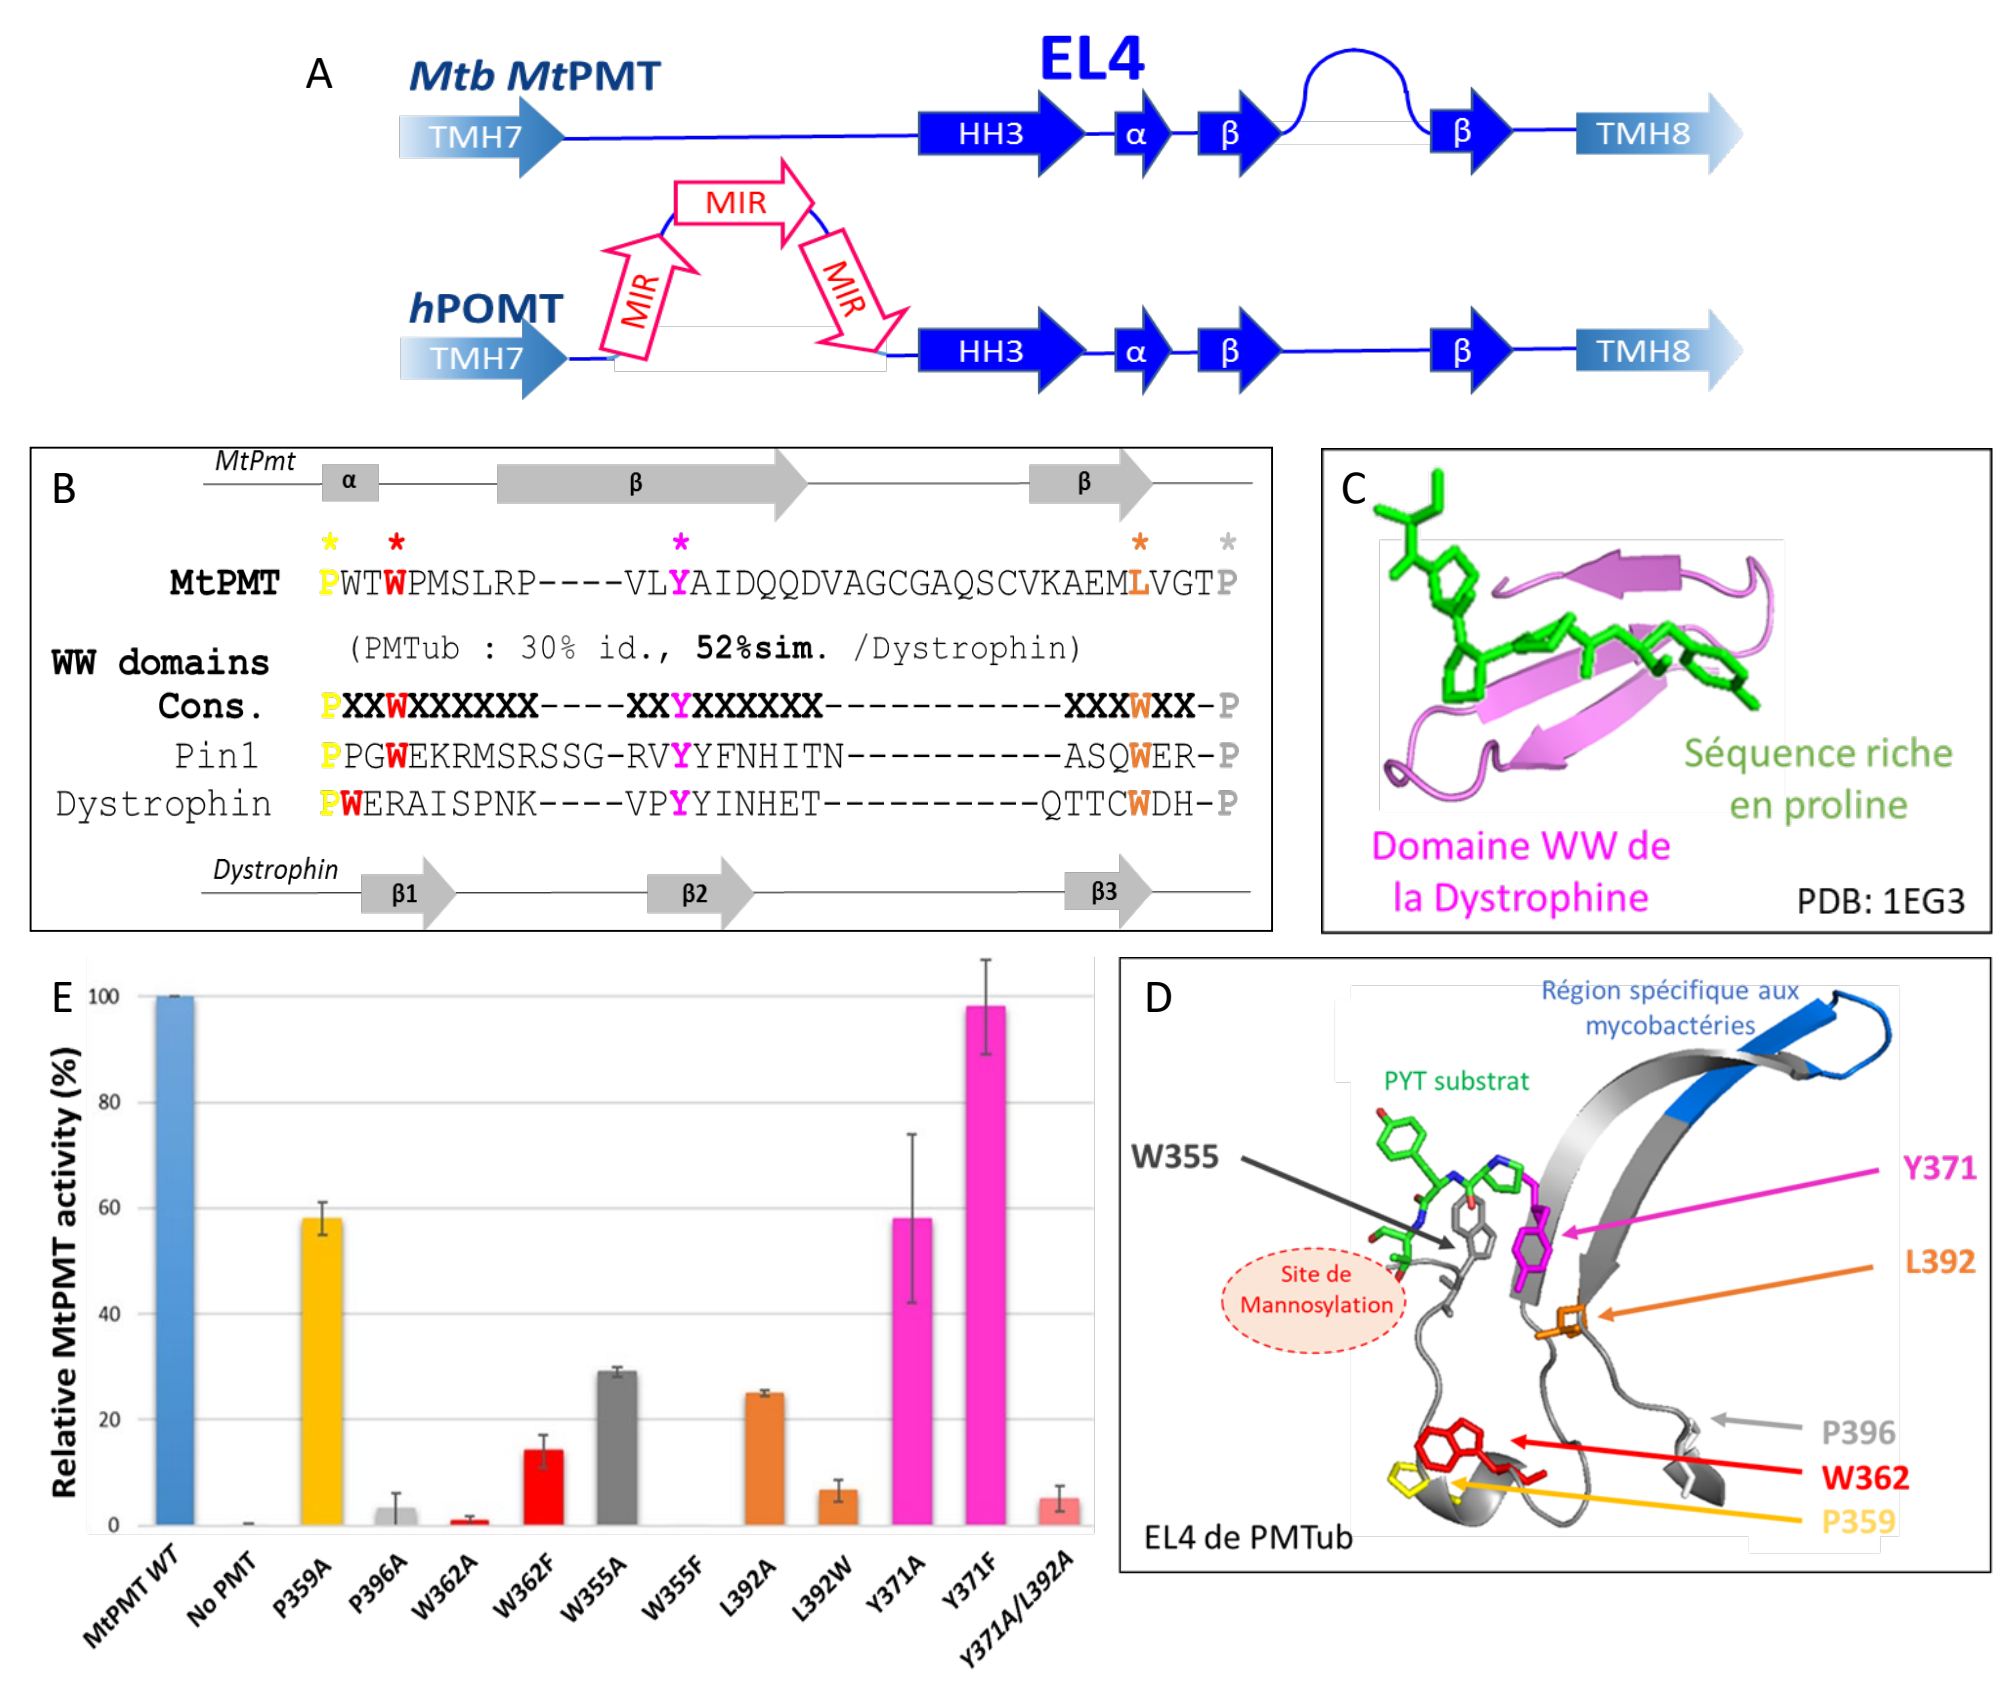 A
EL4
Mtb MtPMT
TMH7
HH3
α
β
β
TMH8
MIR
MIR
MIR
hPOMT
TMH7
HH3
α
β
β
TMH8
B
MtPmt
α
β
β
* * * * *
MtPMT PWTWPMSLRP----VLYAIDQQDVAGCGAQSCVKAEMLVGTP
(PMTub : 30% id., 52%sim. /Dystrophin)
WW domains
Cons. PXXWXXXXXX----XXYXXXXXX-----------XXXWXX-P
Pin1 PPGWEKRMSRSSG-RVYYFNHITN----------ASQWER-P
Dystrophin PWERAISPNK----VPYYINHET----------QTTCWDH-P
Dystrophin
β1
β2
β3
C
Séquence riche
en proline
Domaine WW de
la Dystrophine
PDB: 1EG3
E
Relative MtPMT activity (%)
100
80
60
40
20
0
MtPMT WT
No PMT
P359A
P396A
W362A
W362F
W355A
W355F
L392A
L392W
Y371A
Y371F
Y371A/L392A
D
Région spécifique aux
mycobactéries
PYT substrat
W355
Y371
Site de
Mannosylation
L392
P396
W362
P359
EL4 de PMTub